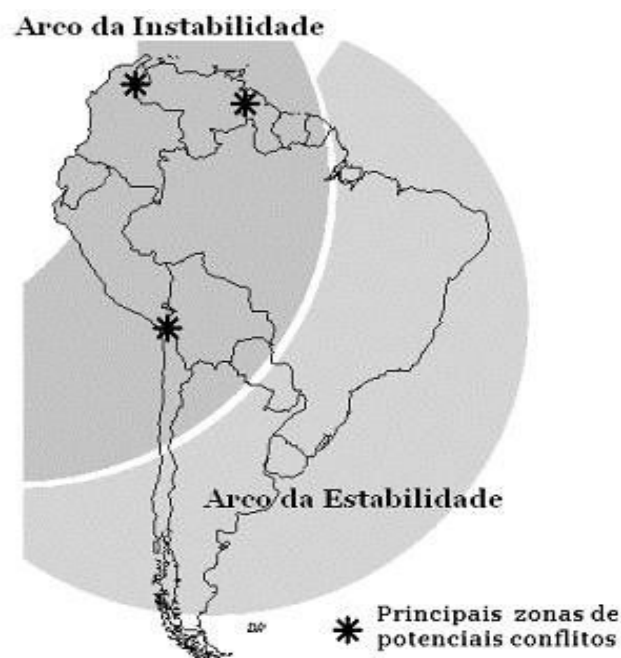 Arco da Instabilidade
Arco da Estabilidade
Principais zonas de
potenciais conflitos